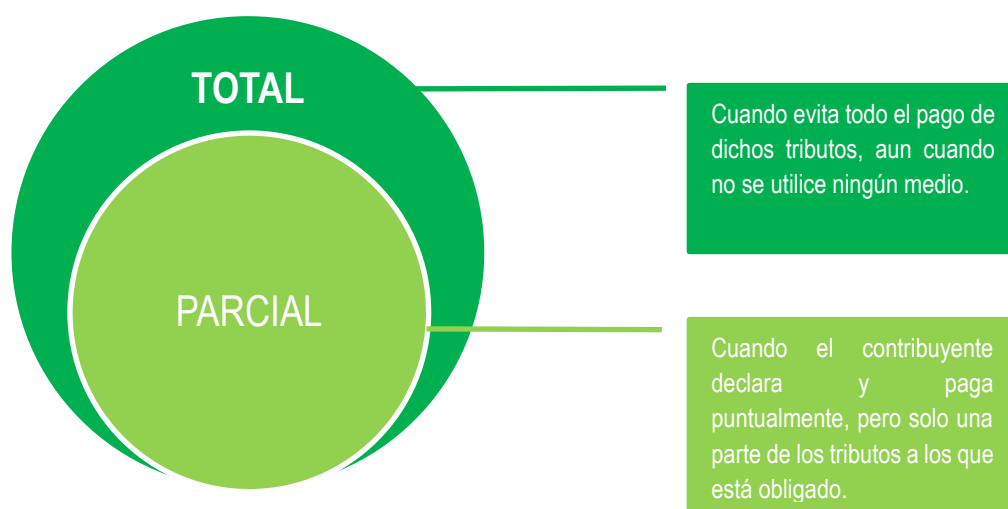 TOTAL
Cuando evita todo el pago de
dichos tributos, aun cuando
no se utilice ningún medio.
PARCIAL
Cuando el contribuyente
declara y paga
puntualmente, pero solo una
parte de los tributos a los que
está obligado.